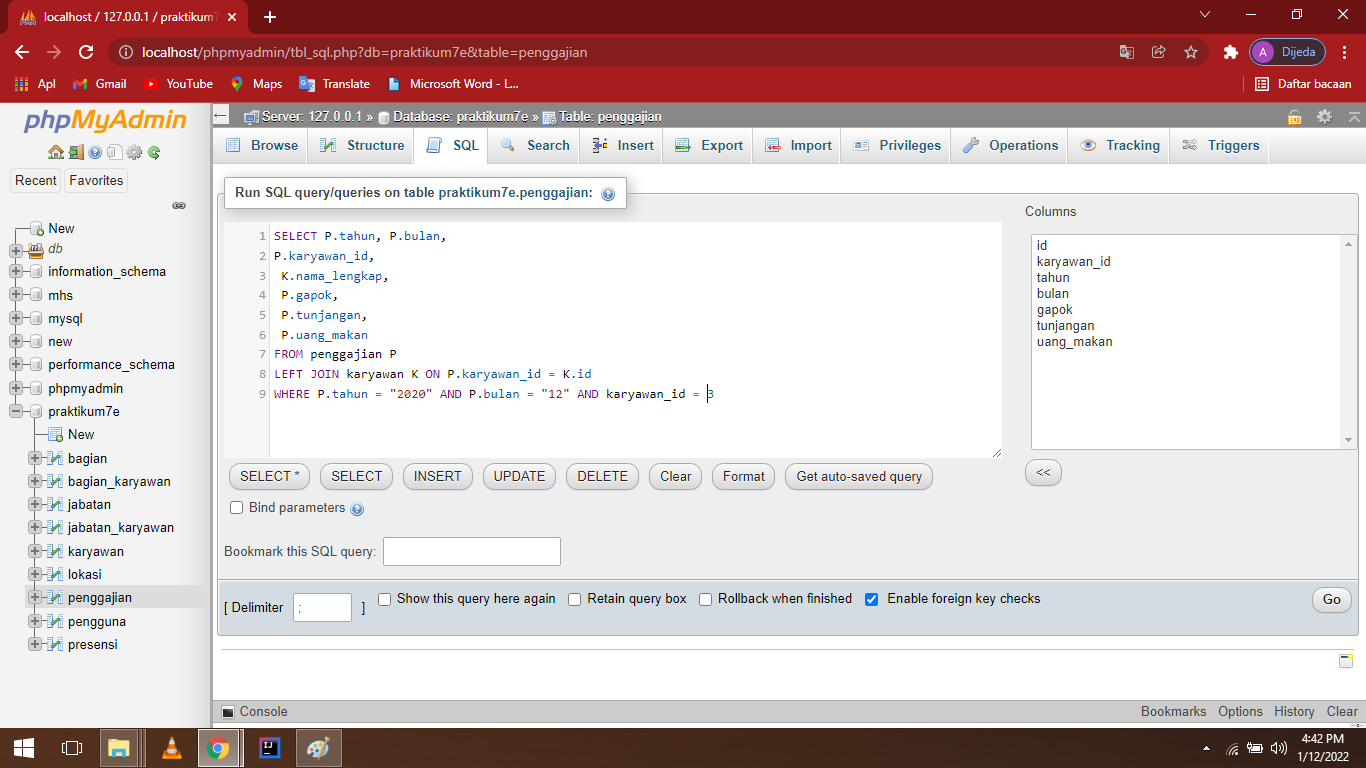 localhost / 127.0.0.1 / praktikum7
localhost/phpmyadmin/tbl_sql.php?db=praktikum7e&table=penggajian
A Dijeda
Apl Gmail YouTube Maps Translate Microsoft Word - L... Daftar bacaan
phpMyAdmin
Recent Favorites
New
db
information_schema
mhs
mysql
new
performance_schema
phpmyadmin
praktikum7e
New
bagian
bagian_karyawan
jabatan
jabatan_karyawan
karyawan
lokasi
penggajian
pengguna
presensi
Server: 127.0.0.1 » Database: praktikum7e » Table: penggajian
Browse Structure SQL Search Insert Export Import Privileges Operations Tracking Triggers
Run SQL query/queries on table praktikum7e.penggajian:
1 SELECT P.tahun, P.bulan,
2 P.karyawan_id,
3 K.nama_lengkap,
4 P.gapok,
5 P.tunjangan,
6 P.uang_makan
7 FROM penggajian P
8 LEFT JOIN karyawan K ON P.karyawan_id = K.id
9 WHERE P.tahun = "2020" AND P.bulan = "12" AND karyawan_id = 3
Columns
id
karyawan_id
tahun
bulan
gapok
tunjangan
uang_makan
SELECT * SELECT INSERT UPDATE DELETE Clear Format Get auto-saved query <<
Bind parameters
Bookmark this SQL query:
[ Delimiter ; ] Show this query here again Retain query box Rollback when finished Enable foreign key checks Go
Console Bookmarks Options History Clear
4:42 PM
1/12/2022